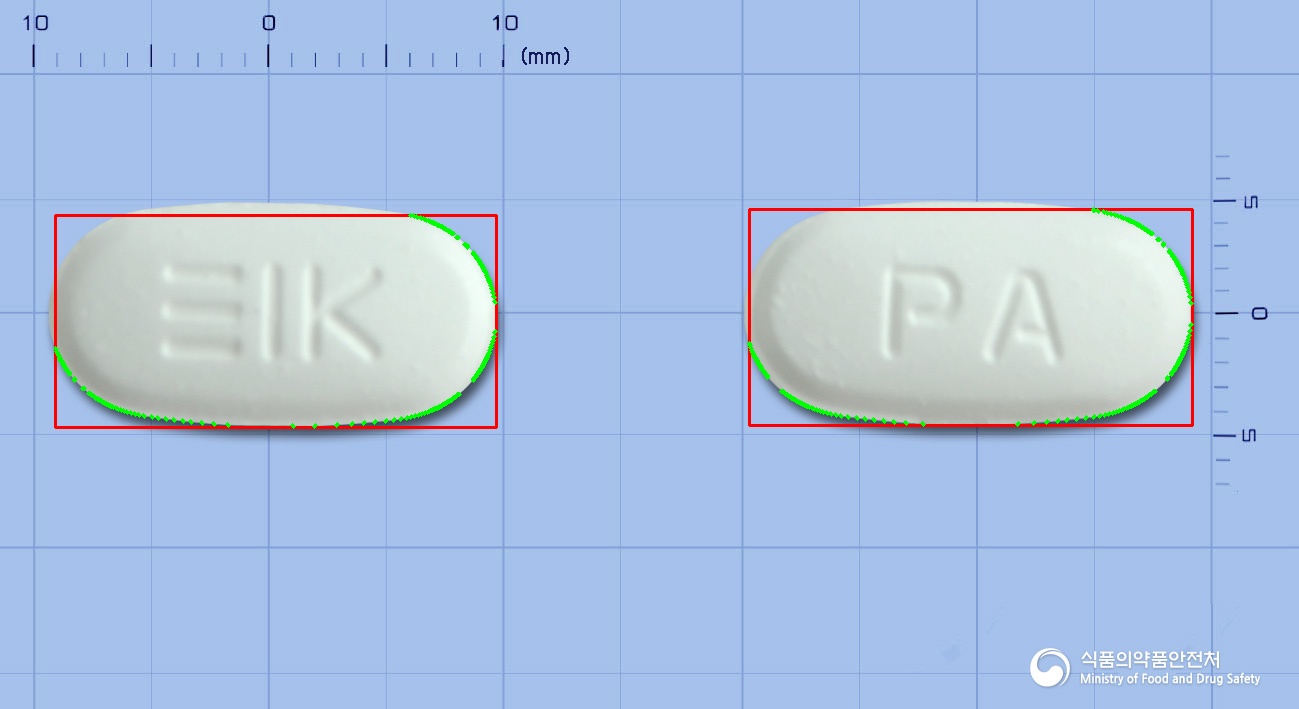 10 0 10
(mm)
5
0
5
EIK
PA
식품의약품안전처
Ministry of Food and Drug Safety